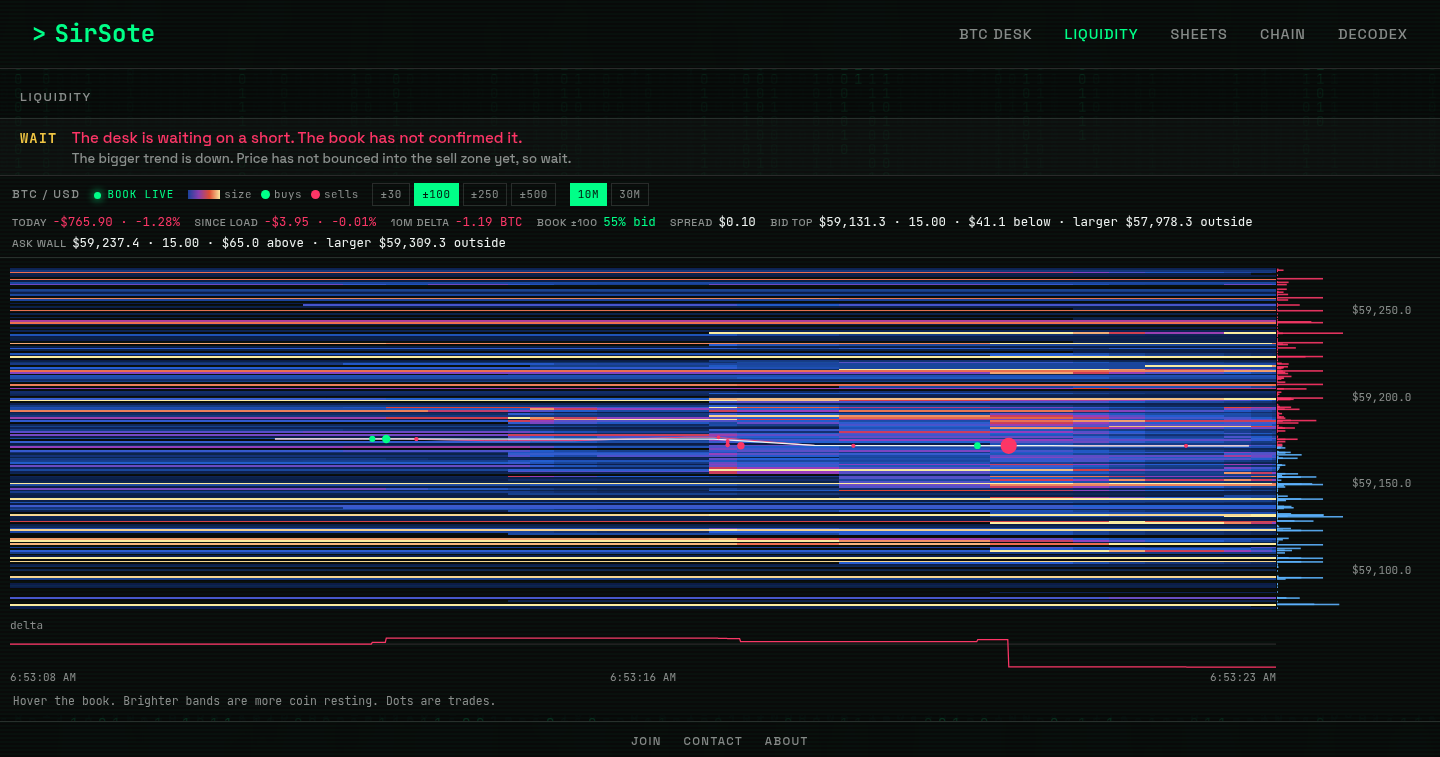 > SirSote
BTC DESK LIQUIDITY SHEETS CHAIN DECODEX
LIQUIDITY
WAIT The desk is waiting on a short. The book has not confirmed it.
The bigger trend is down. Price has not bounced into the sell zone yet, so wait.
BTC / USD BOOK LIVE size buys sells ±30 ±100 ±250 ±500 10M 30M
TODAY -$765.90 · -1.28% SINCE LOAD -$3.95 · -0.01% 10M DELTA -1.19 BTC BOOK ±100 55% bid SPREAD $0.10 BID TOP $59,131.3 · 15.00 · $41.1 below · larger $57,978.3 outside
ASK WALL $59,237.4 · 15.00 · $65.0 above · larger $59,309.3 outside
$59,250.0
$59,200.0
$59,150.0
$59,100.0
delta
6:53:08 AM 6:53:16 AM 6:53:23 AM
Hover the book. Brighter bands are more coin resting. Dots are trades.
JOIN CONTACT ABOUT